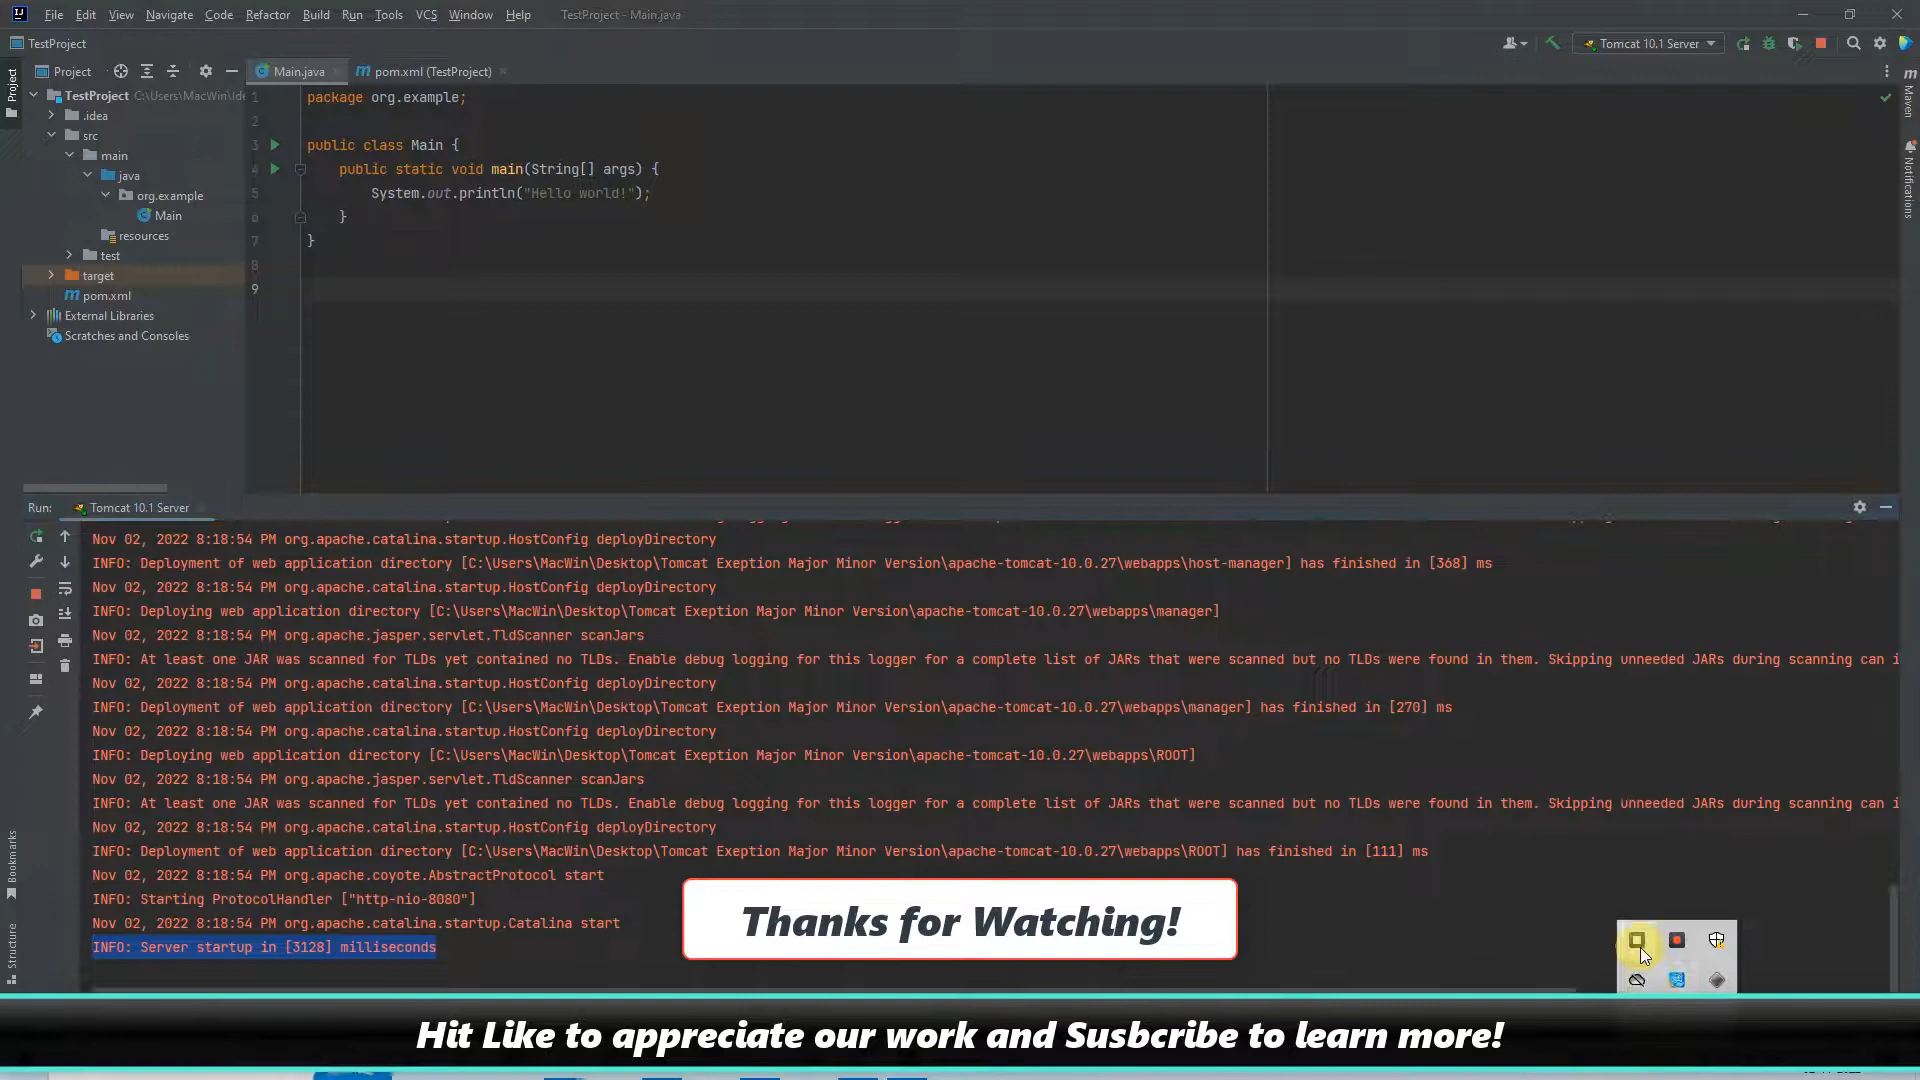 File Edit View Navigate Code Refactor Build Run Tools VCS Window Help TestProject - Main.java
TestProject
Tomcat 10.1 Server
Project
Main.java
pom.xml (TestProject)
Project
Maven
Notifications
TestProject C:\Users\MacWin\Ide
.idea
src
main
java
org.example
Main
resources
test
target
pom.xml
External Libraries
Scratches and Consoles
1 package org.example;
2
3 public class Main {
4 public static void main(String[] args) {
5 System.out.println("Hello world!");
6 }
7 }
8
9
Run: Tomcat 10.1 Server
Nov 02, 2022 8:18:54 PM org.apache.catalina.startup.HostConfig deployDirectory
INFO: Deployment of web application directory [C:\Users\MacWin\Desktop\Tomcat Exeption Major Minor Version\apache-tomcat-10.0.27\webapps\host-manager] has finished in [368] ms
Nov 02, 2022 8:18:54 PM org.apache.catalina.startup.HostConfig deployDirectory
INFO: Deploying web application directory [C:\Users\MacWin\Desktop\Tomcat Exeption Major Minor Version\apache-tomcat-10.0.27\webapps\manager]
Nov 02, 2022 8:18:54 PM org.apache.jasper.servlet.TldScanner scanJars
INFO: At least one JAR was scanned for TLDs yet contained no TLDs. Enable debug logging for this logger for a complete list of JARs that were scanned but no TLDs were found in them. Skipping unneeded JARs during scanning can i
Nov 02, 2022 8:18:54 PM org.apache.catalina.startup.HostConfig deployDirectory
INFO: Deployment of web application directory [C:\Users\MacWin\Desktop\Tomcat Exeption Major Minor Version\apache-tomcat-10.0.27\webapps\manager] has finished in [270] ms
Nov 02, 2022 8:18:54 PM org.apache.catalina.startup.HostConfig deployDirectory
INFO: Deploying web application directory [C:\Users\MacWin\Desktop\Tomcat Exeption Major Minor Version\apache-tomcat-10.0.27\webapps\ROOT]
Nov 02, 2022 8:18:54 PM org.apache.jasper.servlet.TldScanner scanJars
INFO: At least one JAR was scanned for TLDs yet contained no TLDs. Enable debug logging for this logger for a complete list of JARs that were scanned but no TLDs were found in them. Skipping unneeded JARs during scanning can i
Nov 02, 2022 8:18:54 PM org.apache.catalina.startup.HostConfig deployDirectory
INFO: Deployment of web application directory [C:\Users\MacWin\Desktop\Tomcat Exeption Major Minor Version\apache-tomcat-10.0.27\webapps\ROOT] has finished in [111] ms
Nov 02, 2022 8:18:54 PM org.apache.coyote.AbstractProtocol start
INFO: Starting ProtocolHandler ["http-nio-8080"]
Nov 02, 2022 8:18:54 PM org.apache.catalina.startup.Catalina start
INFO: Server startup in [3128] milliseconds
Bookmarks
Structure
Thanks for Watching!
Hit Like to appreciate our work and Susbcribe to learn more!